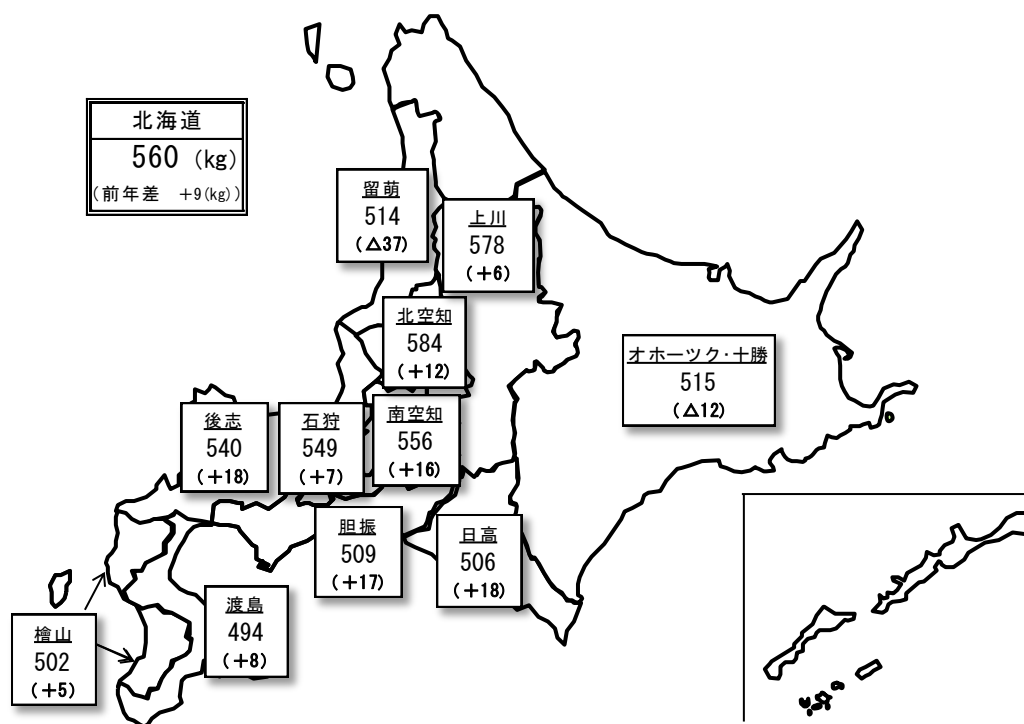 北海道
560 (kg)
(前年差 +9(kg))
留萌
514
(△37)
上川
578
(+6)
北空知
584
(+12)
オホーツク・十勝
515
(△12)
後志
540
(+18)
石狩
549
(+7)
南空知
556
(+16)
胆振
509
(+17)
日高
506
(+18)
渡島
494
(+8)
檜山
502
(+5)